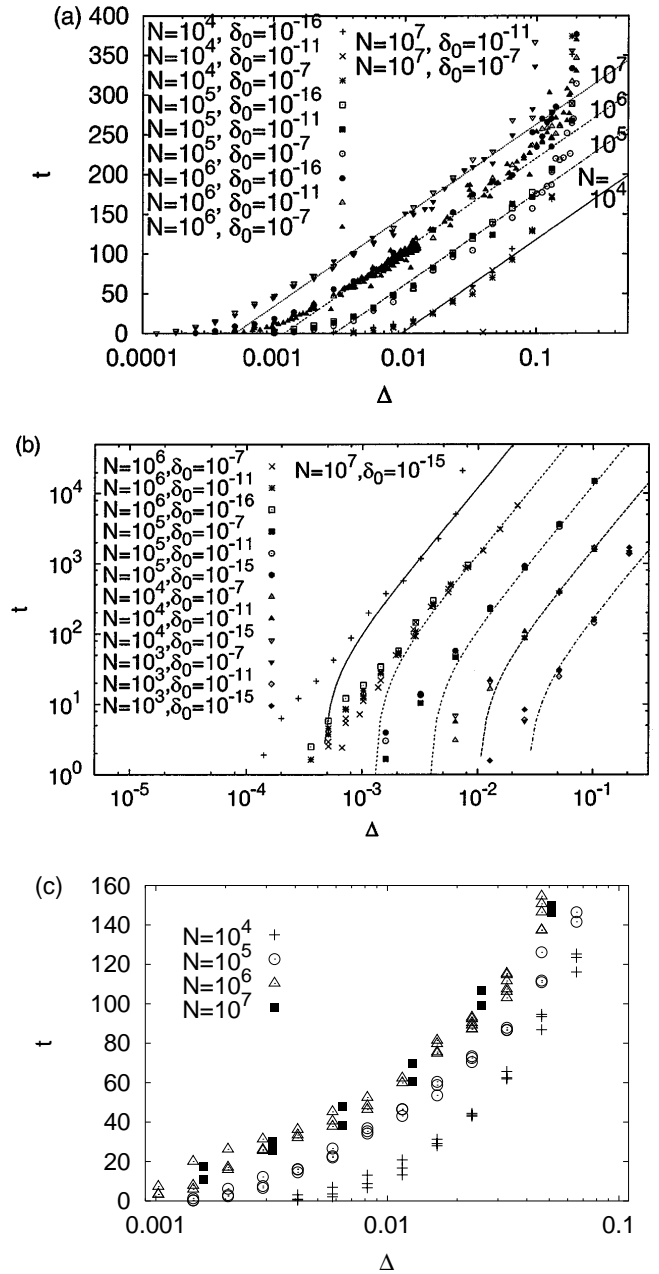 (a)
400
350
300
250
200
150
100
50
0
t
N=10^4, δ0=10^-16
N=10^4, δ0=10^-11
N=10^4, δ0=10^-7
N=10^5, δ0=10^-16
N=10^5, δ0=10^-11
N=10^5, δ0=10^-7
N=10^6, δ0=10^-16
N=10^6, δ0=10^-11
N=10^6, δ0=10^-7
N=10^7, δ0=10^-11
N=10^7, δ0=10^-7
10^7
10^6
10^5
N=
10^4
0.0001 0.001 0.01 0.1
Δ
(b)
10^4
10^3
10^2
10^1
10^0
t
N=10^6,δ0=10^-7
N=10^6,δ0=10^-11
N=10^6,δ0=10^-16
N=10^5,δ0=10^-7
N=10^5,δ0=10^-11
N=10^5,δ0=10^-15
N=10^4,δ0=10^-7
N=10^4,δ0=10^-11
N=10^4,δ0=10^-15
N=10^3,δ0=10^-7
N=10^3,δ0=10^-11
N=10^3,δ0=10^-15
N=10^7,δ0=10^-15
10^-5 10^-4 10^-3 10^-2 10^-1
Δ
(c)
160
140
120
100
80
60
40
20
0
t
N=10^4
N=10^5
N=10^6
N=10^7
0.001 0.01 0.1
Δ